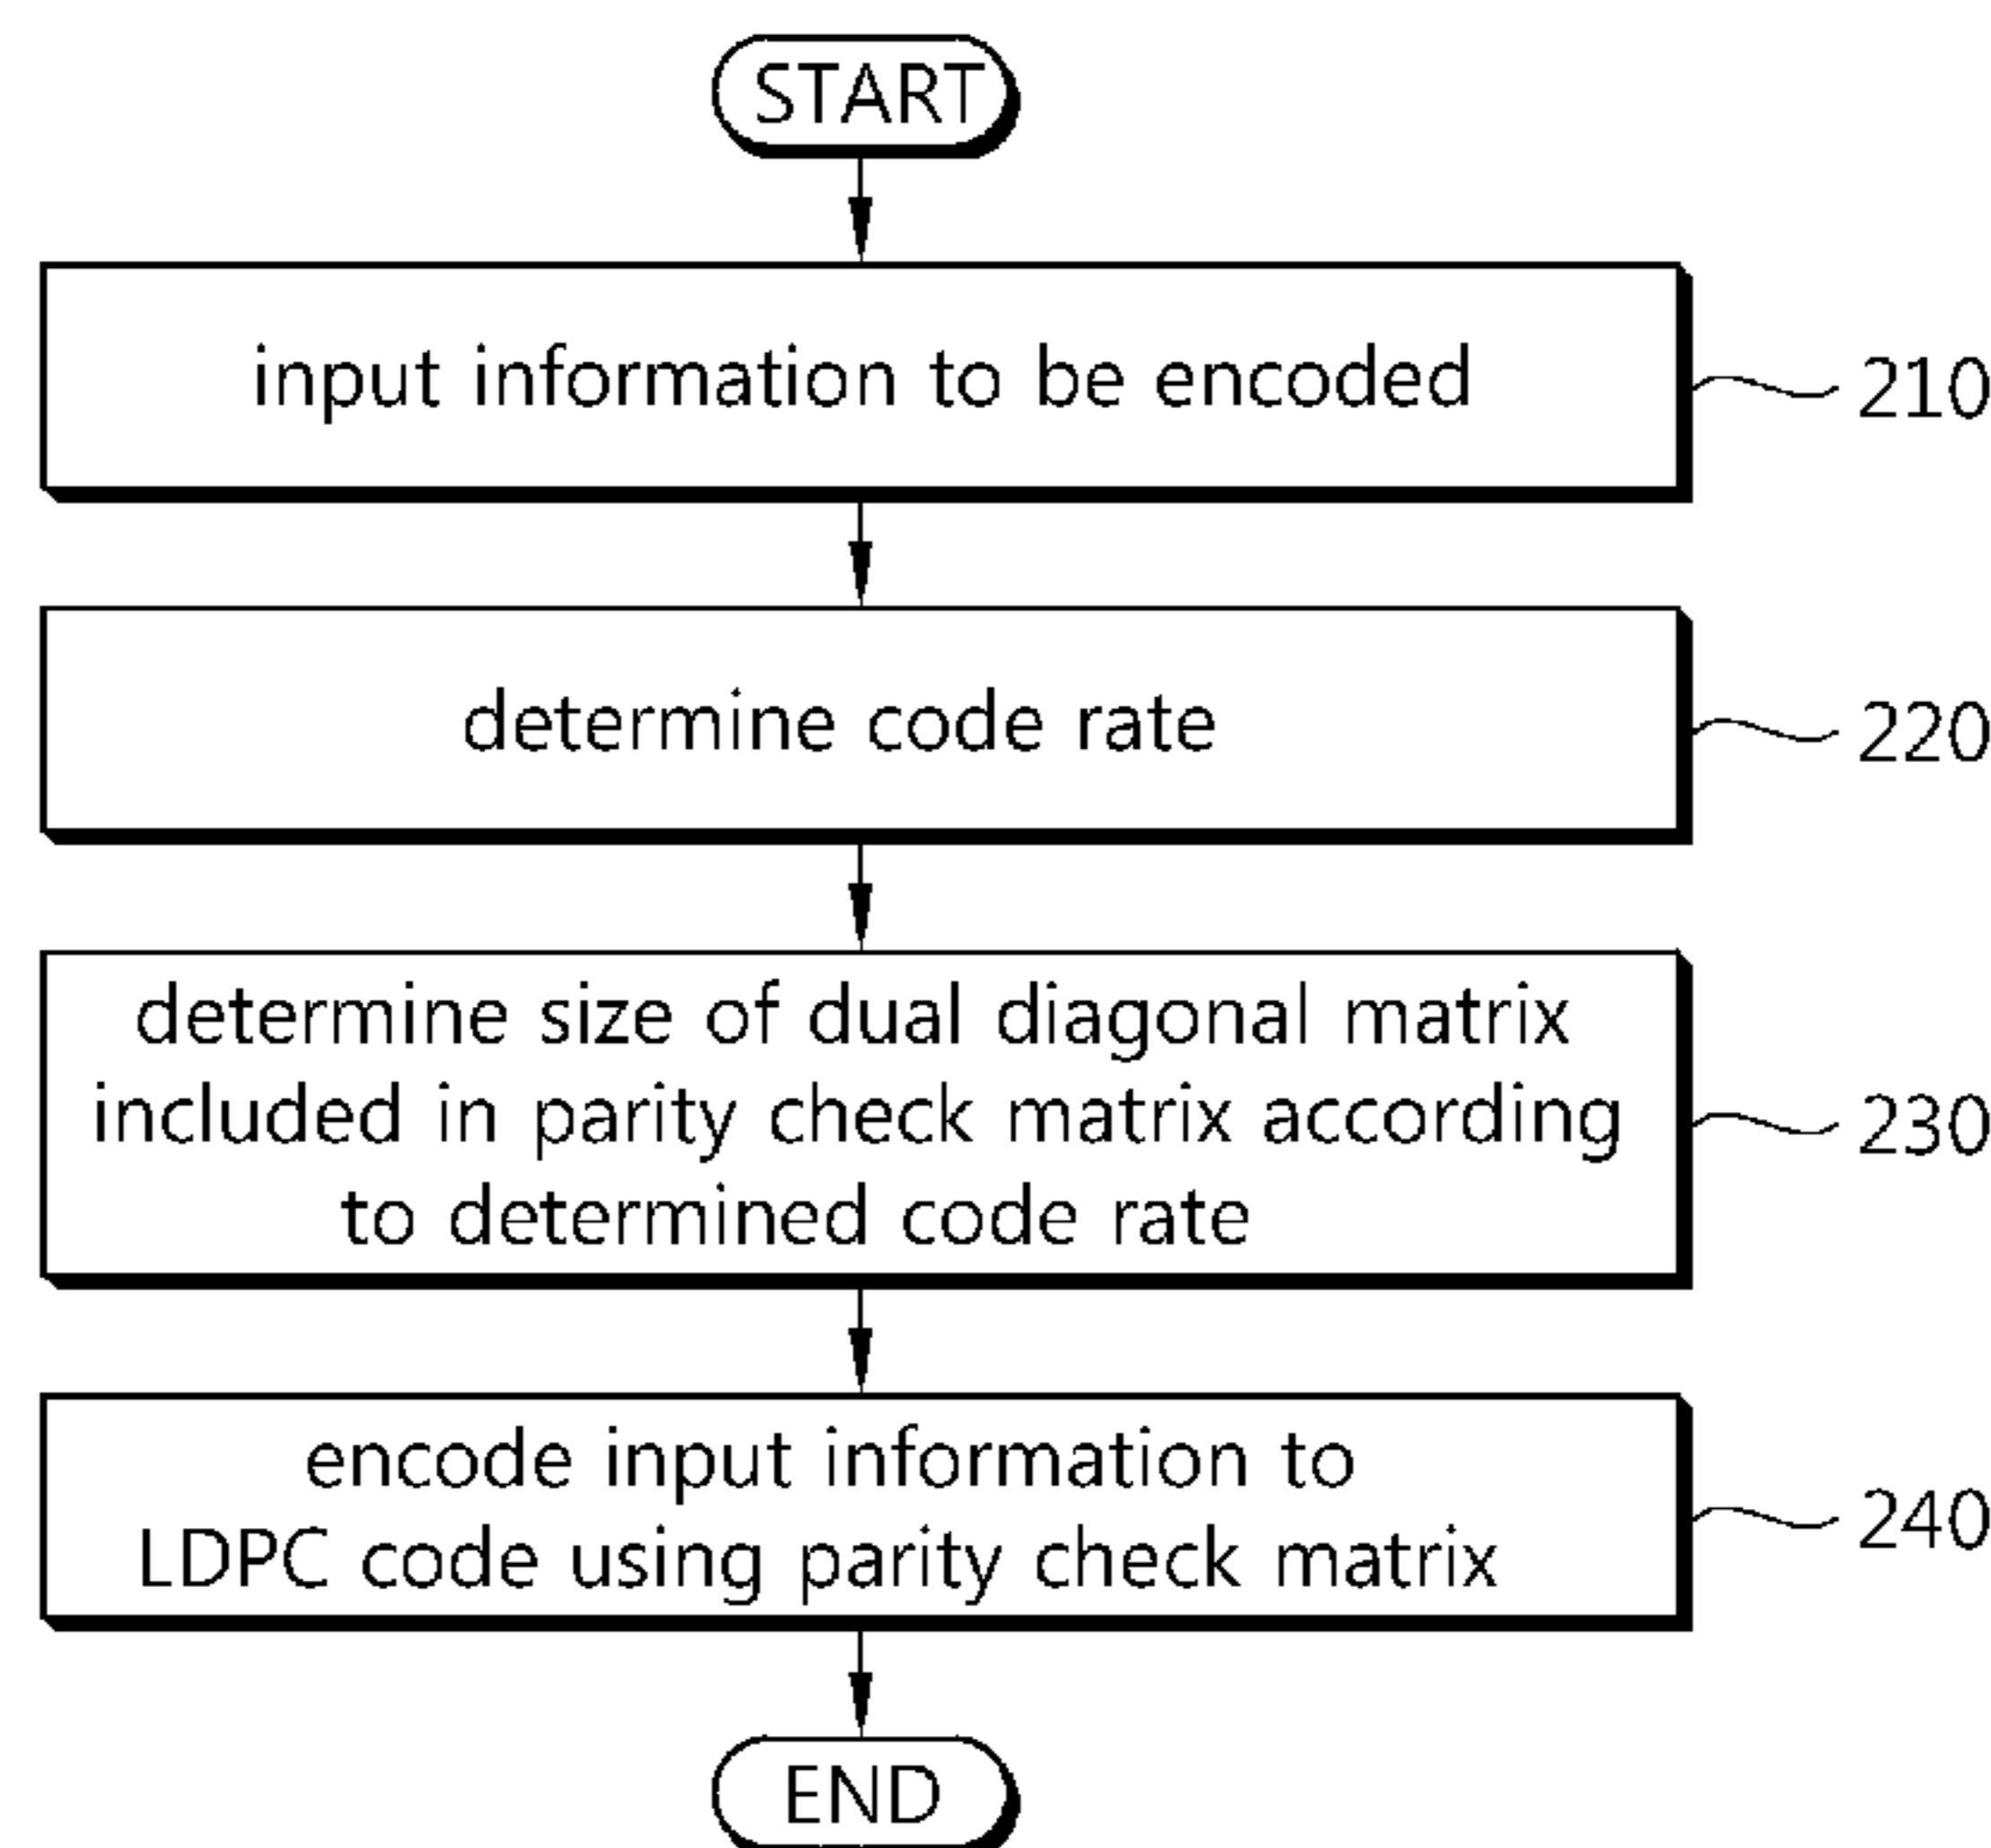 START
input information to be encoded
210
determine code rate
220
determine size of dual diagonal matrix
included in parity check matrix according
to determined code rate
230
encode input information to
LDPC code using parity check matrix
240
END